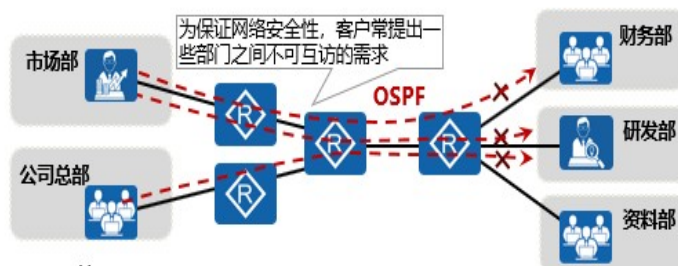 为保证网络安全性，客户常提出一
些部门之间不可互访的需求
市场部
财务部
OSPF
R
R
R
研发部
公司总部
R
资料部